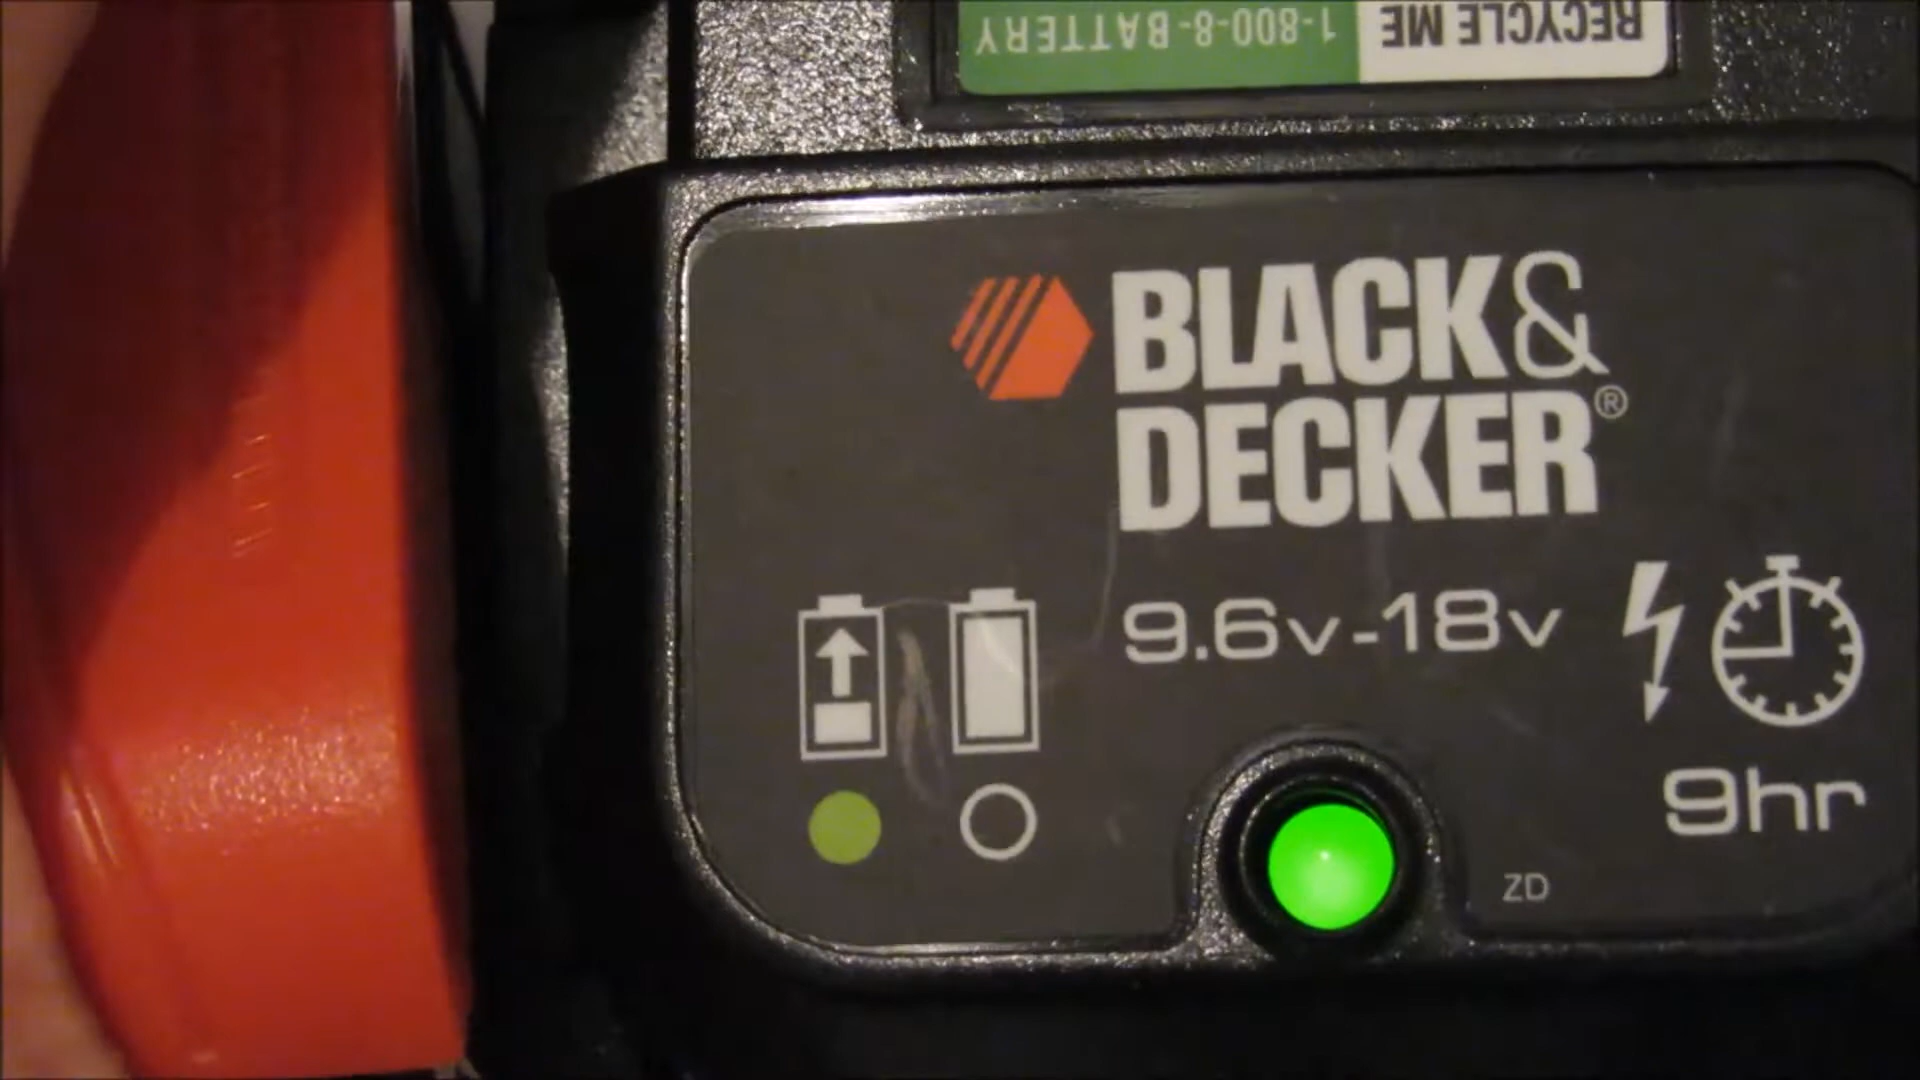 1-800-8-BATTERY RECYCLE ME
BLACK&
DECKER®
9.6v-18v
9hr
ZD